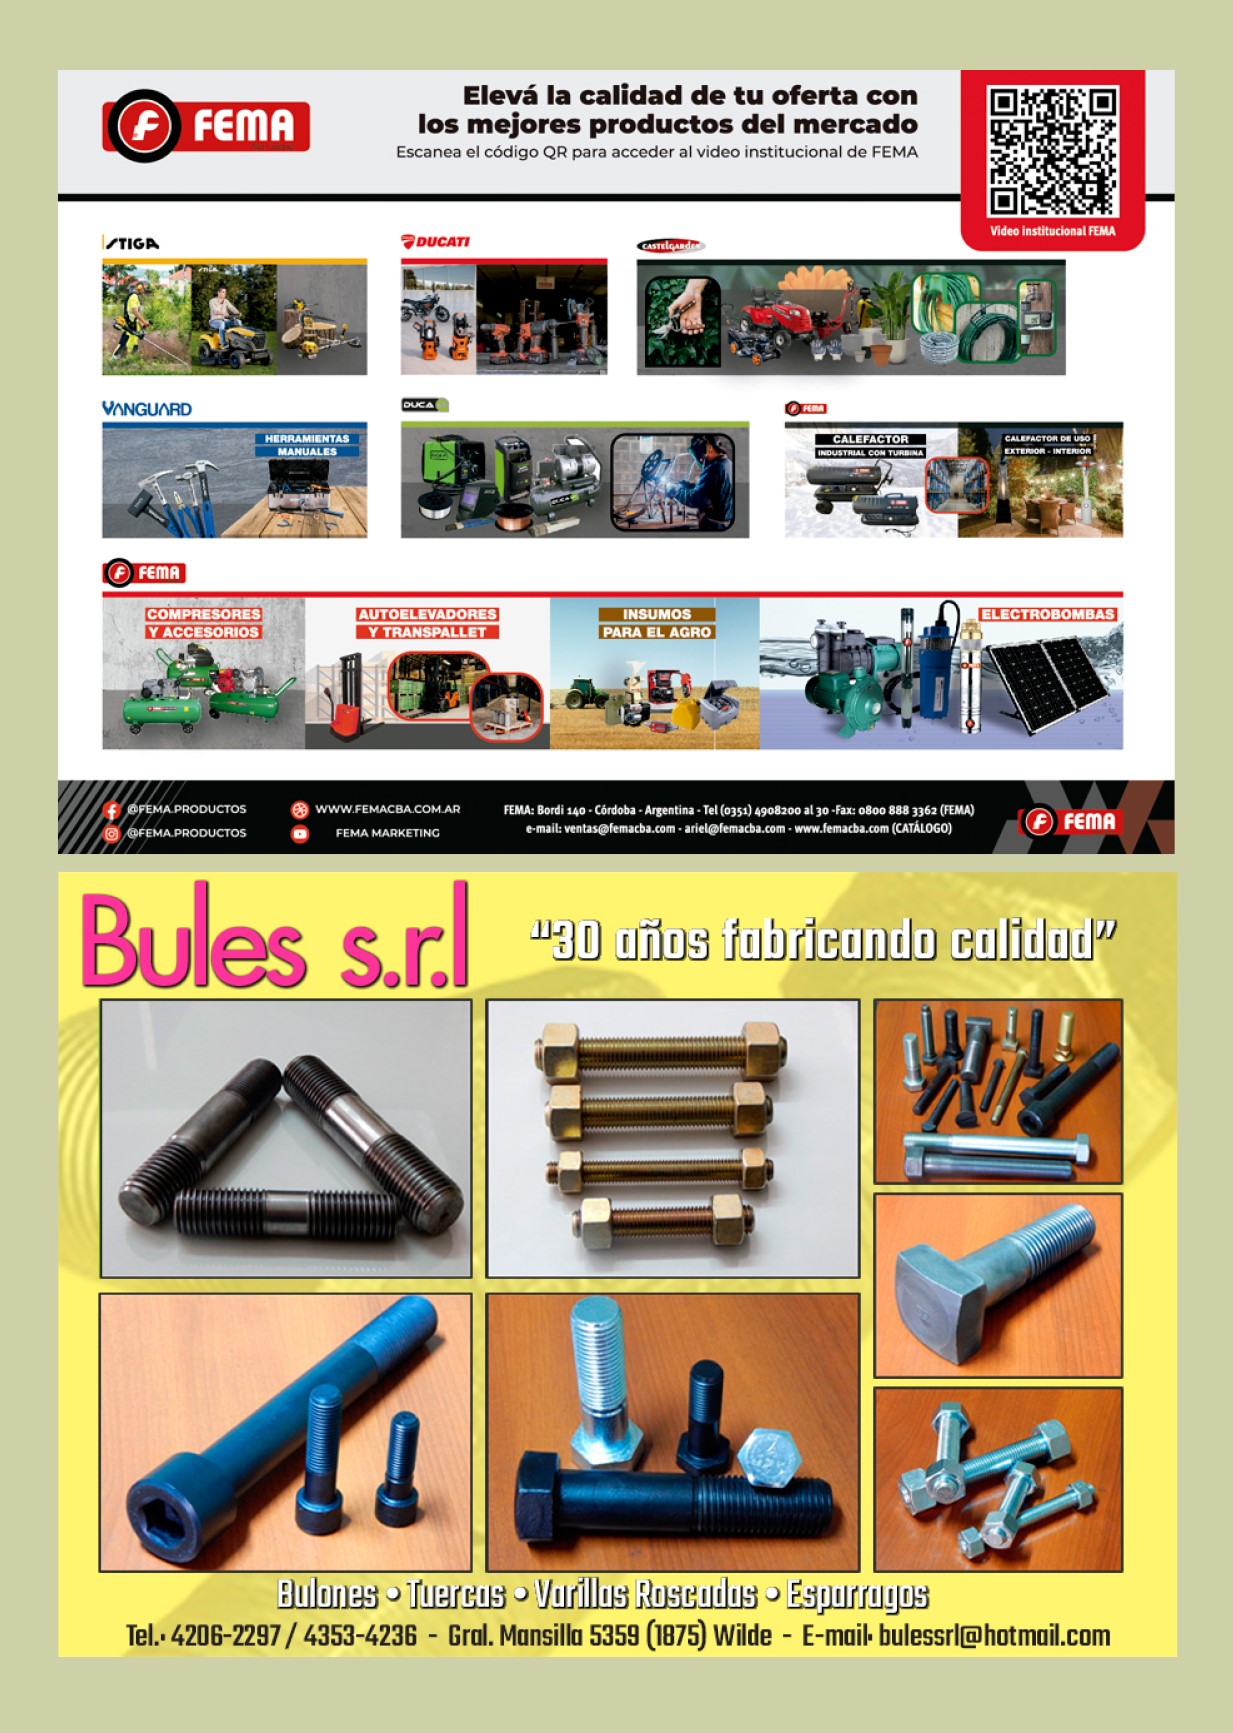 FEMA
Elevá la calidad de tu oferta con
los mejores productos del mercado
Escanea el código QR para acceder al video institucional de FEMA
Video institucional FEMA
STIGA
DUCATI
CASTELGARDEN
STIGA
VANGUARD
HERRAMIENTAS
MANUALES
DUCA
FEMA
CALEFACTOR
INDUSTRIAL CON TURBINA
CALEFACTOR DE USO
EXTERIOR - INTERIOR
FEMA
COMPRESORES
Y ACCESORIOS
AUTOELEVADORES
Y TRANSPALLET
INSUMOS
PARA EL AGRO
ELECTROBOMBAS
@FEMA.PRODUCTOS
WWW.FEMACBA.COM.AR
@FEMA.PRODUCTOS
FEMA MARKETING
FEMA: Bordi 140 - Córdoba - Argentina - Tel (0351) 4908200 al 30 -Fax: 0800 888 3362 (FEMA)
e-mail: ventas@femacba.com - ariel@femacba.com - www.femacba.com (CATÁLOGO)
FEMA
Bules s.r.l
“30 años fabricando calidad”
Bulones • Tuercas • Varillas Roscadas • Esparragos
Tel.: 4206-2297 / 4353-4236 - Gral. Mansilla 5359 (1875) Wilde - E-mail: bulessrl@hotmail.com